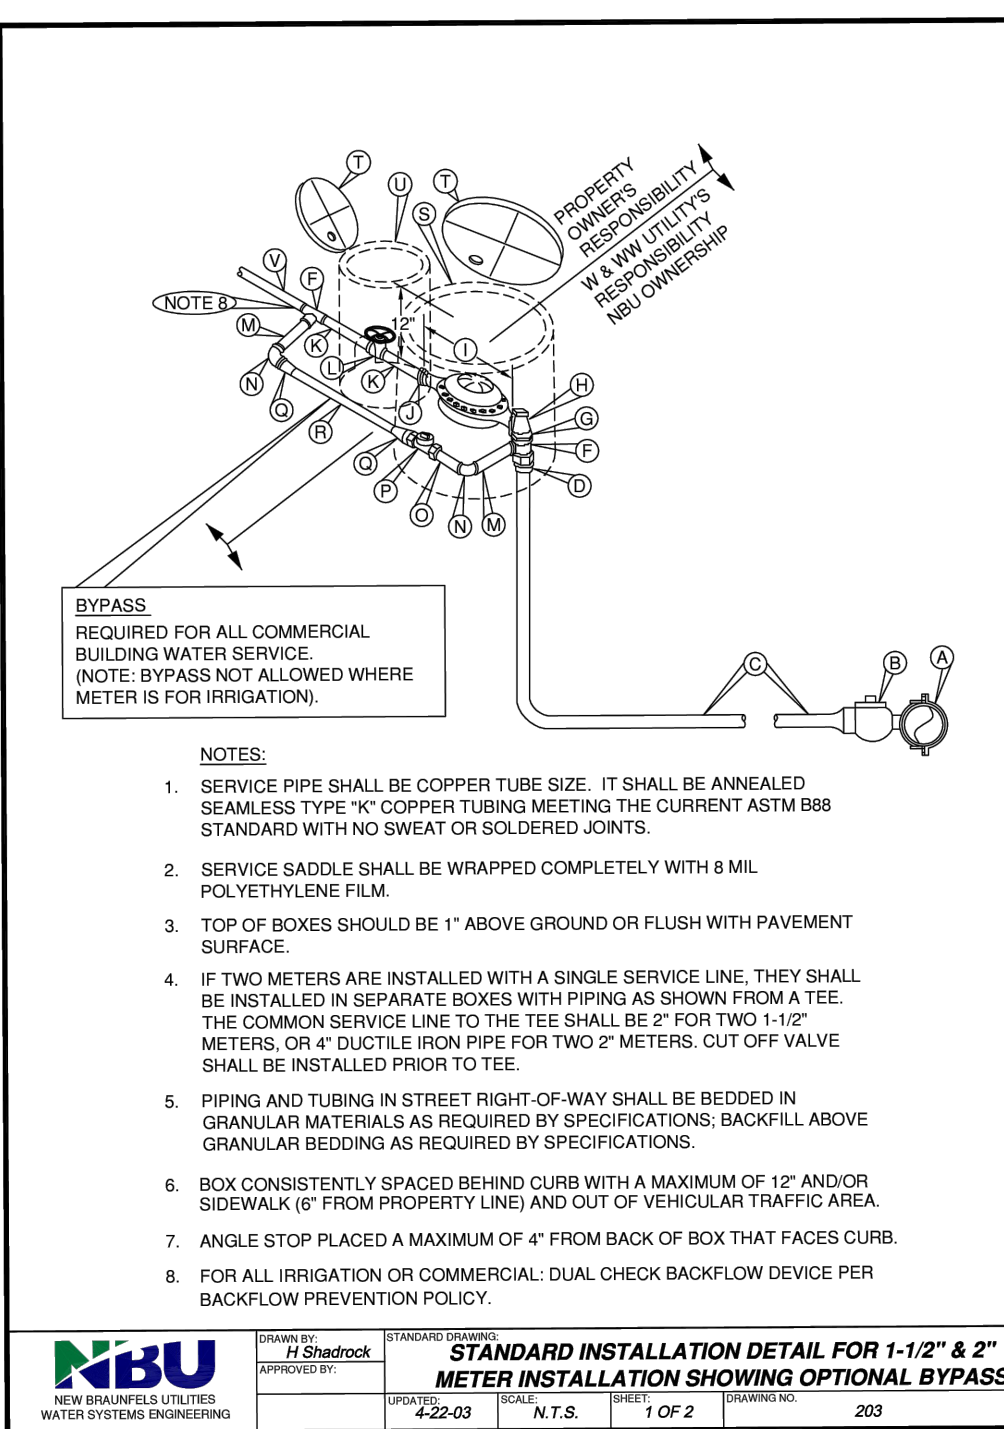 T
U
T
S
PROPERTY
OWNER'S
RESPONSIBILITY
W & WW UTILITY'S
RESPONSIBILITY
NBU OWNERSHIP
V
F
NOTE 8
M
K
12"
I
L
K
N
Q
J
H
G
R
F
Q
D
P
O
N
M
BYPASS
REQUIRED FOR ALL COMMERCIAL
BUILDING WATER SERVICE.
(NOTE: BYPASS NOT ALLOWED WHERE
METER IS FOR IRRIGATION).
C
B
A
NOTES:
1. SERVICE PIPE SHALL BE COPPER TUBE SIZE. IT SHALL BE ANNEALED
SEAMLESS TYPE "K" COPPER TUBING MEETING THE CURRENT ASTM B88
STANDARD WITH NO SWEAT OR SOLDERED JOINTS.
2. SERVICE SADDLE SHALL BE WRAPPED COMPLETELY WITH 8 MIL
POLYETHYLENE FILM.
3. TOP OF BOXES SHOULD BE 1" ABOVE GROUND OR FLUSH WITH PAVEMENT
SURFACE.
4. IF TWO METERS ARE INSTALLED WITH A SINGLE SERVICE LINE, THEY SHALL
BE INSTALLED IN SEPARATE BOXES WITH PIPING AS SHOWN FROM A TEE.
THE COMMON SERVICE LINE TO THE TEE SHALL BE 2" FOR TWO 1-1/2"
METERS, OR 4" DUCTILE IRON PIPE FOR TWO 2" METERS. CUT OFF VALVE
SHALL BE INSTALLED PRIOR TO TEE.
5. PIPING AND TUBING IN STREET RIGHT-OF-WAY SHALL BE BEDDED IN
GRANULAR MATERIALS AS REQUIRED BY SPECIFICATIONS; BACKFILL ABOVE
GRANULAR BEDDING AS REQUIRED BY SPECIFICATIONS.
6. BOX CONSISTENTLY SPACED BEHIND CURB WITH A MAXIMUM OF 12" AND/OR
SIDEWALK (6" FROM PROPERTY LINE) AND OUT OF VEHICULAR TRAFFIC AREA.
7. ANGLE STOP PLACED A MAXIMUM OF 4" FROM BACK OF BOX THAT FACES CURB.
8. FOR ALL IRRIGATION OR COMMERCIAL: DUAL CHECK BACKFLOW DEVICE PER
BACKFLOW PREVENTION POLICY.
NBU
NEW BRAUNFELS UTILITIES
WATER SYSTEMS ENGINEERING
DRAWN BY:
H Shadrock
APPROVED BY:
STANDARD DRAWING:
STANDARD INSTALLATION DETAIL FOR 1-1/2" & 2"
METER INSTALLATION SHOWING OPTIONAL BYPASS
UPDATED:
4-22-03
SCALE:
N.T.S.
SHEET:
1 OF 2
DRAWING NO.
203